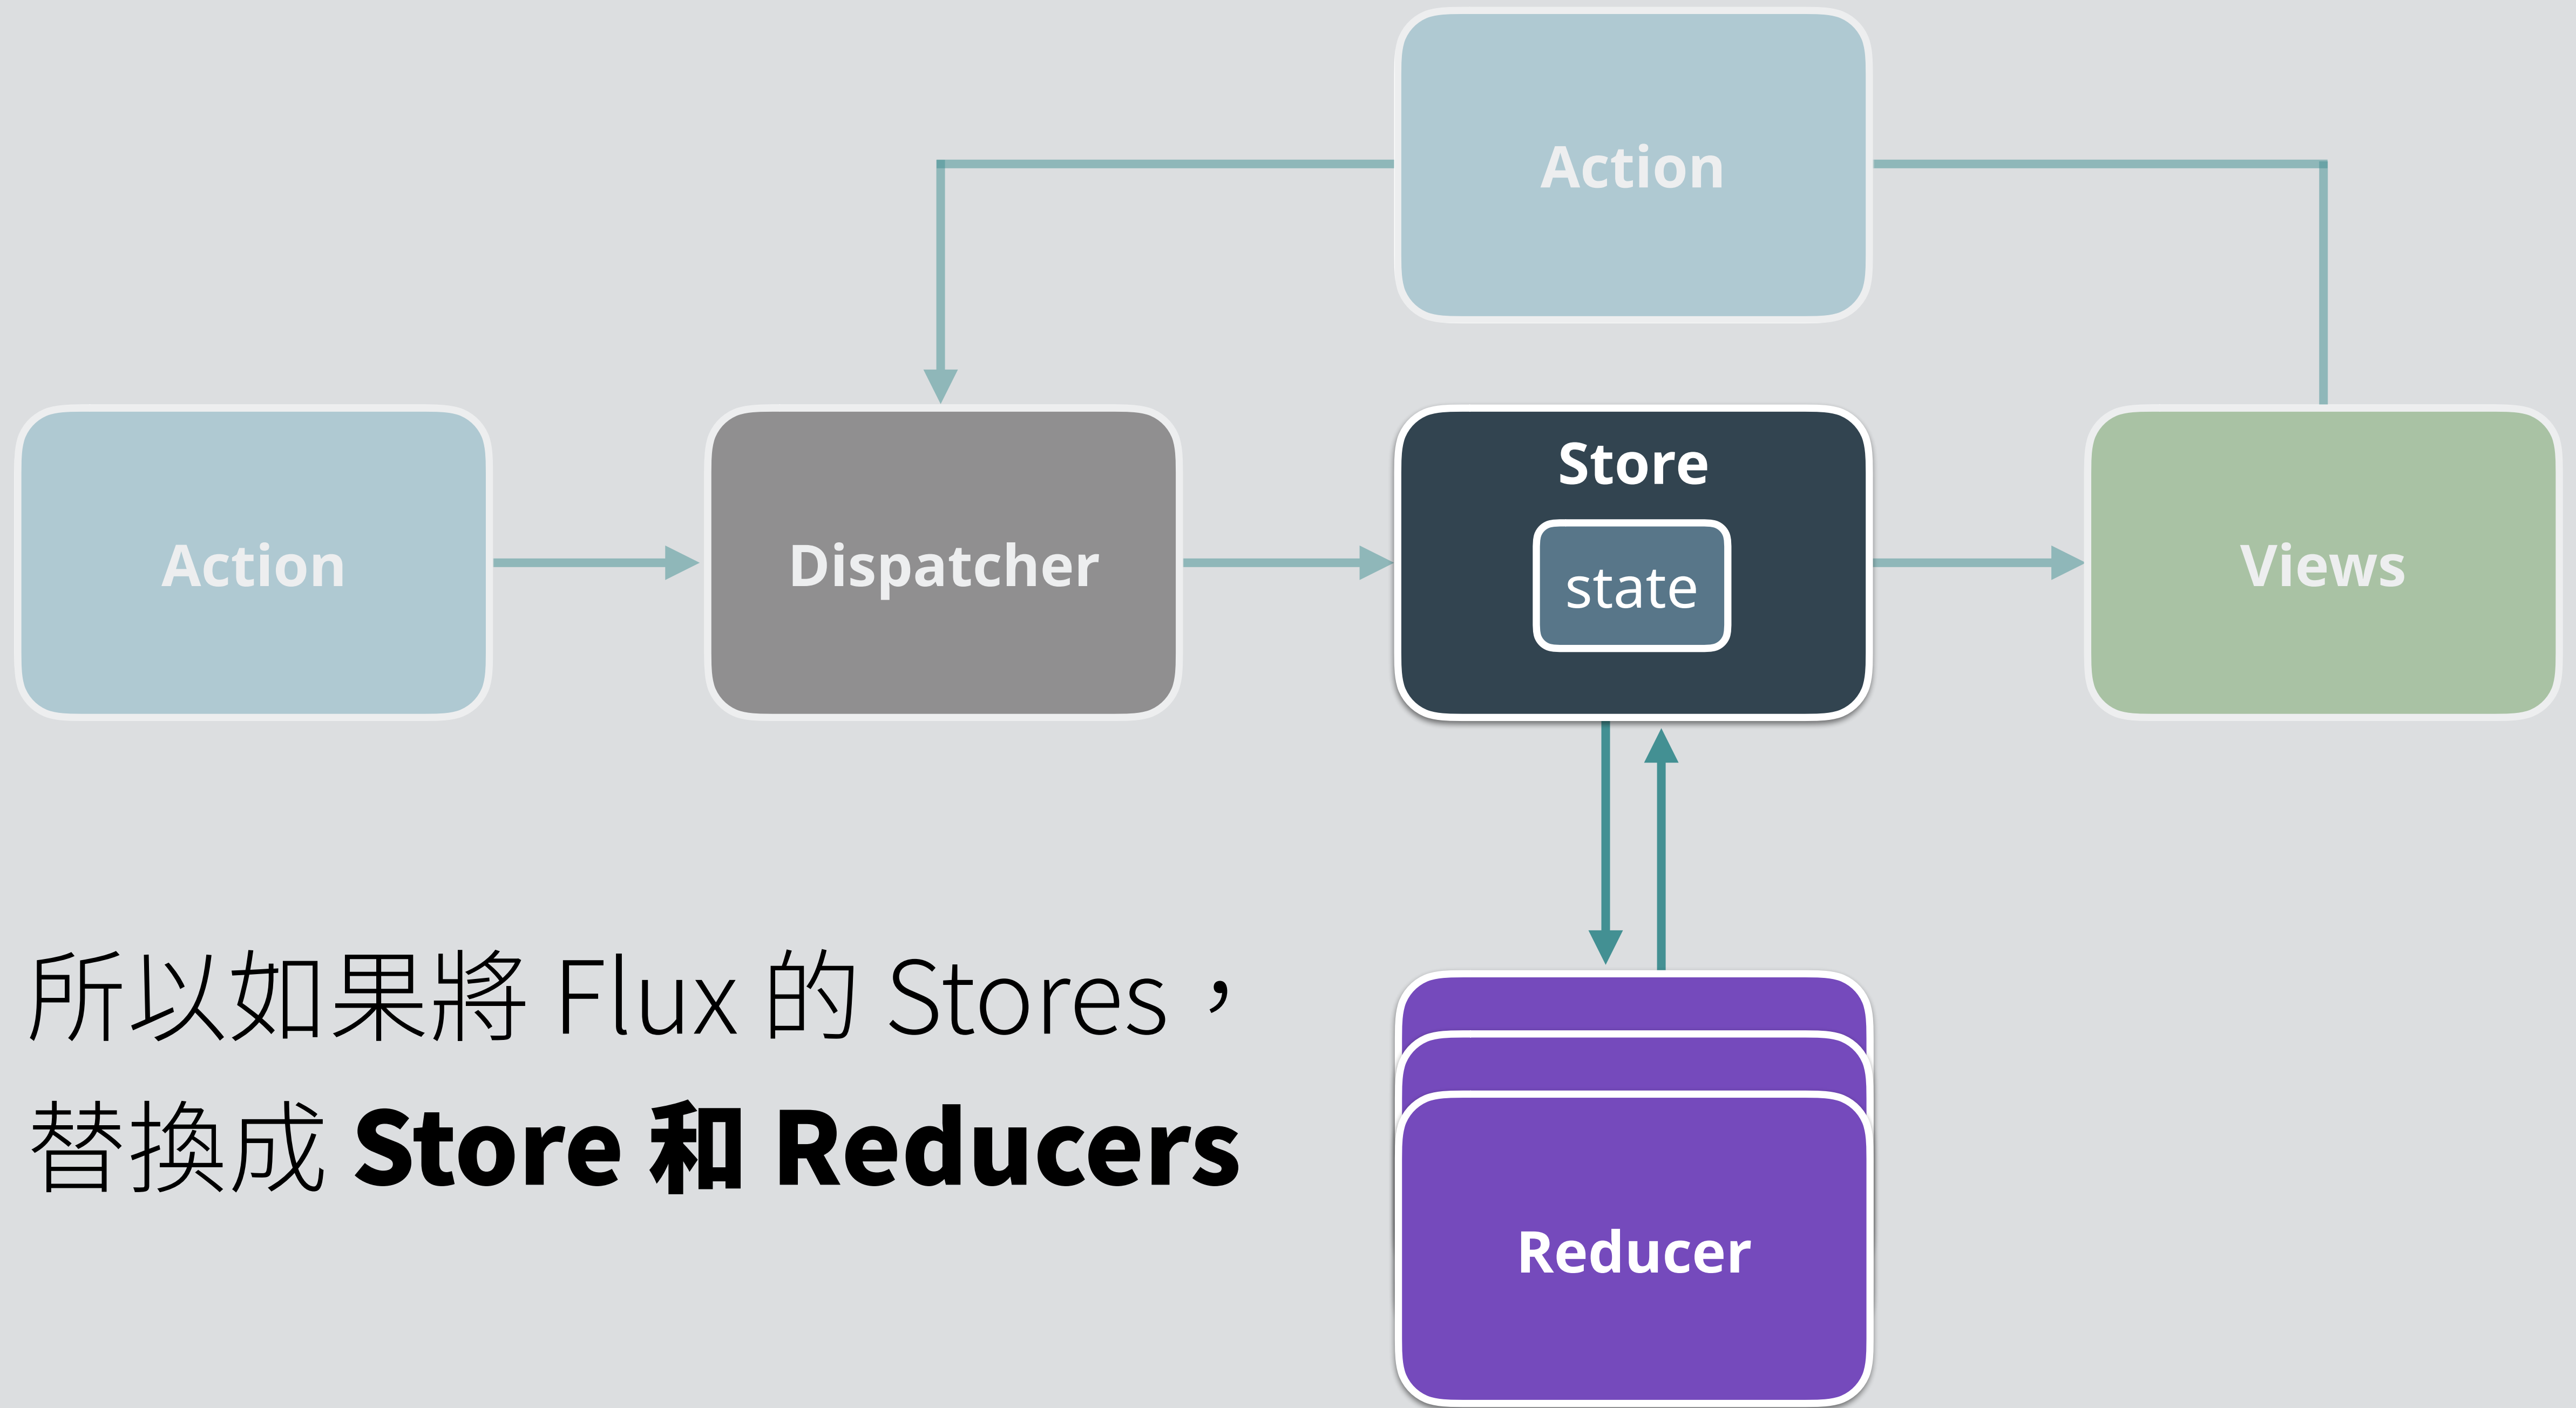 Action
Action
Dispatcher
Store
state
Views
所以如果將 Flux 的 Stores，
替換成 Store 和 Reducers
Reducer